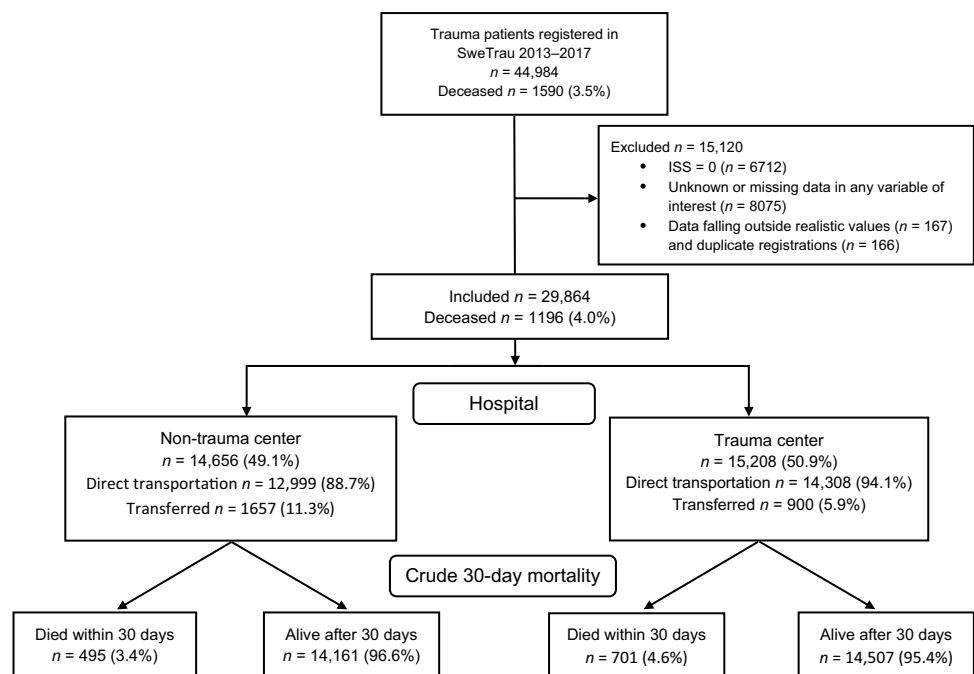 Trauma patients registered in
SweTrau 2013–2017
n = 44,984
Deceased n = 1590 (3.5%)
Excluded n = 15,120
• ISS = 0 (n = 6712)
• Unknown or missing data in any variable of
interest (n = 8075)
• Data falling outside realistic values (n = 167)
and duplicate registrations (n = 166)
Included n = 29,864
Deceased n = 1196 (4.0%)
Hospital
Non-trauma center
n = 14,656 (49.1%)
Direct transportation n = 12,999 (88.7%)
Transferred n = 1657 (11.3%)
Trauma center
n = 15,208 (50.9%)
Direct transportation n = 14,308 (94.1%)
Transferred n = 900 (5.9%)
Crude 30-day mortality
Died within 30 days
n = 495 (3.4%)
Alive after 30 days
n = 14,161 (96.6%)
Died within 30 days
n = 701 (4.6%)
Alive after 30 days
n = 14,507 (95.4%)